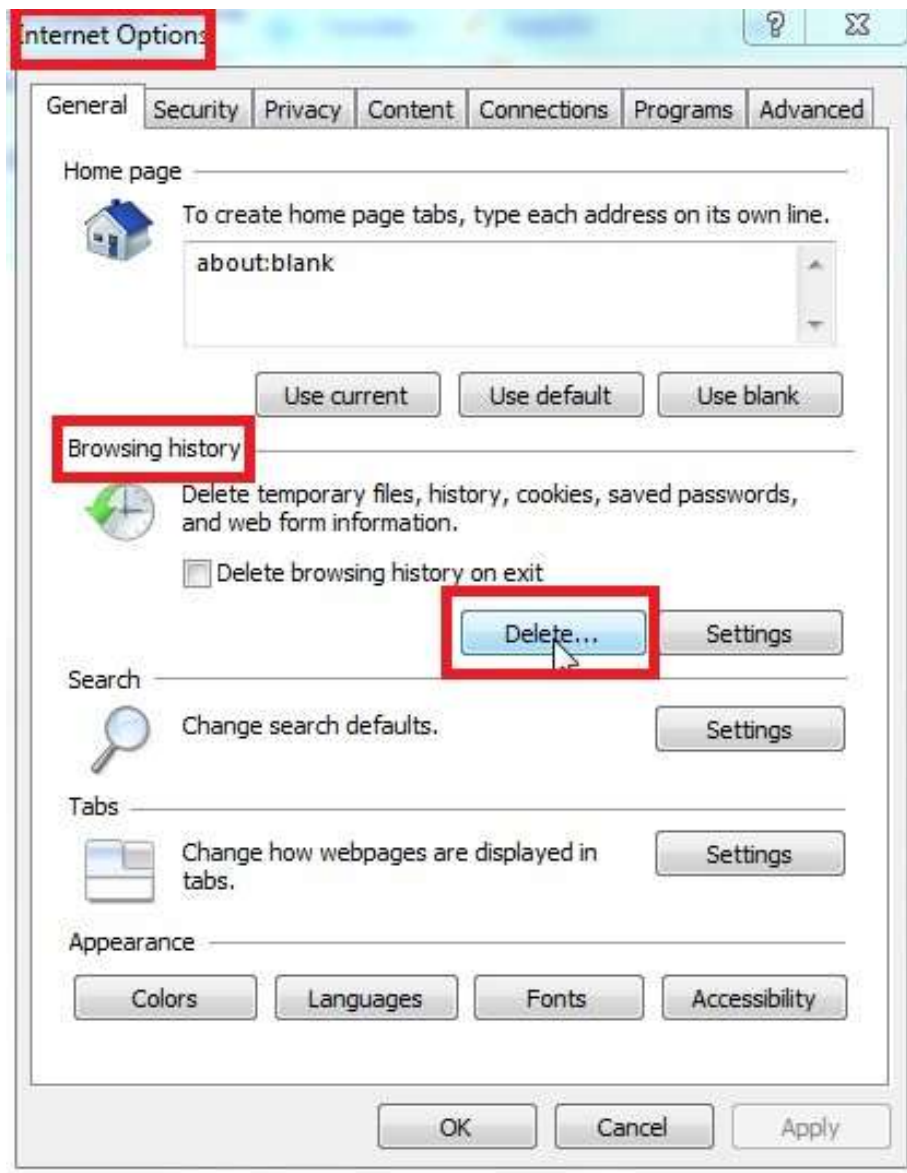 Internet Options
General Security Privacy Content Connections Programs Advanced
Home page
To create home page tabs, type each address on its own line.
about:blank
Use current Use default Use blank
Browsing history
Delete temporary files, history, cookies, saved passwords,
and web form information.
Delete browsing history on exit
Delete... Settings
Search
Change search defaults. Settings
Tabs
Change how webpages are displayed in
tabs.
Settings
Appearance
Colors Languages Fonts Accessibility
OK Cancel Apply